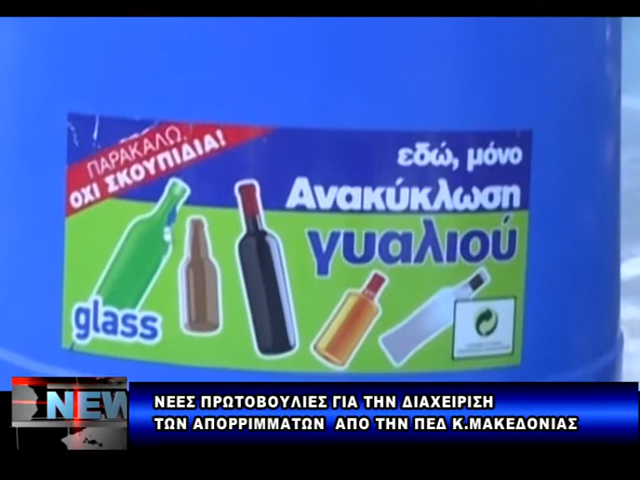 ΠΑΡΑΚΑΛΩ,
ΟΧΙ ΣΚΟΥΠΙΔΙΑ!
εδώ, μόνο
Ανακύκλωση
γυαλιού
glass
NEW
ΝΕΕΣ ΠΡΩΤΟΒΟΥΛΙΕΣ ΓΙΑ ΤΗΝ ΔΙΑΧΕΙΡΙΣΗ
ΤΩΝ ΑΠΟΡΡΙΜΜΑΤΩΝ ΑΠΟ ΤΗΝ ΠΕΔ Κ.ΜΑΚΕΔΟΝΙΑΣ